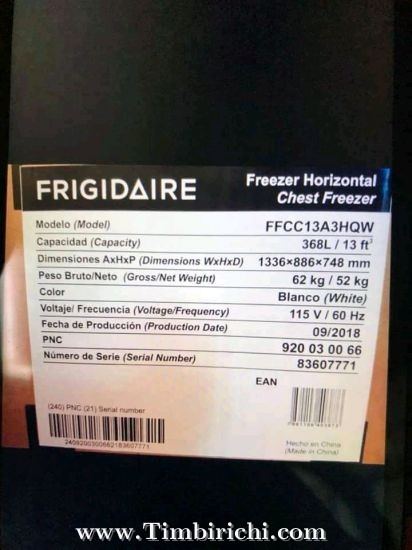 FRIGIDAIRE
Freezer Horizontal
Chest Freezer
Modelo (Model) FFCC13A3HQW
Capacidad (Capacity) 368L / 13 ft³
Dimensiones AxHxP (Dimensions WxHxD) 1336×886×748 mm
Peso Bruto/Neto (Gross/Net Weight) 62 kg / 52 kg
Color Blanco (White)
Voltaje/ Frecuencia (Voltage/Frequency) 115 V / 60 Hz
Fecha de Producción (Production Date) 09/2018
PNC 920 03 00 66
Número de Serie (Serial Number) 83607771
EAN
(240) PNC (21) Serial number
2409200300662183607771
Hecho en China
(Made in China)
www.Timbirichi.com